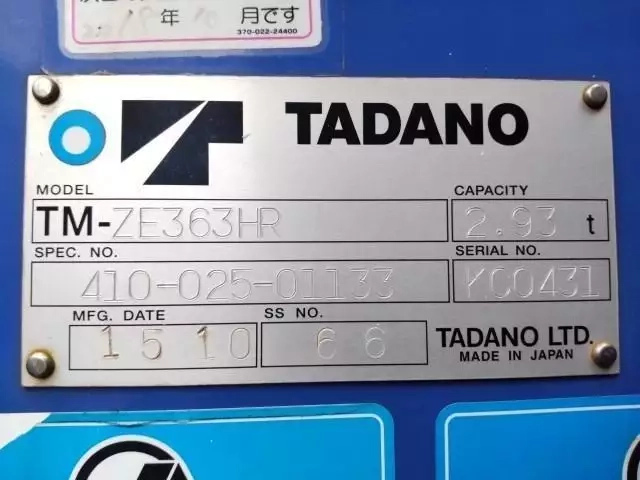 年 月です
370-022-24400
TADANO
MODEL
TM-ZE363HR
CAPACITY
2.93 t
SPEC. NO.
410-025-01133
SERIAL NO.
KC0431
MFG. DATE
15 10
SS NO.
6 6
TADANO LTD.
MADE IN JAPAN